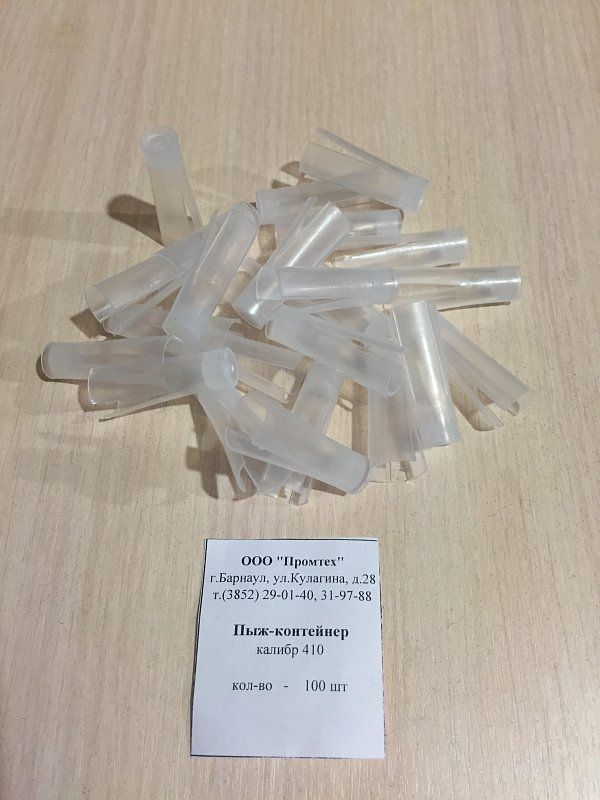 ООО "Промтех"
г.Барнаул, ул.Кулагина, д.28
т.(3852) 29-01-40, 31-97-88
Пыж-контейнер
калибр 410
кол-во - 100 шт